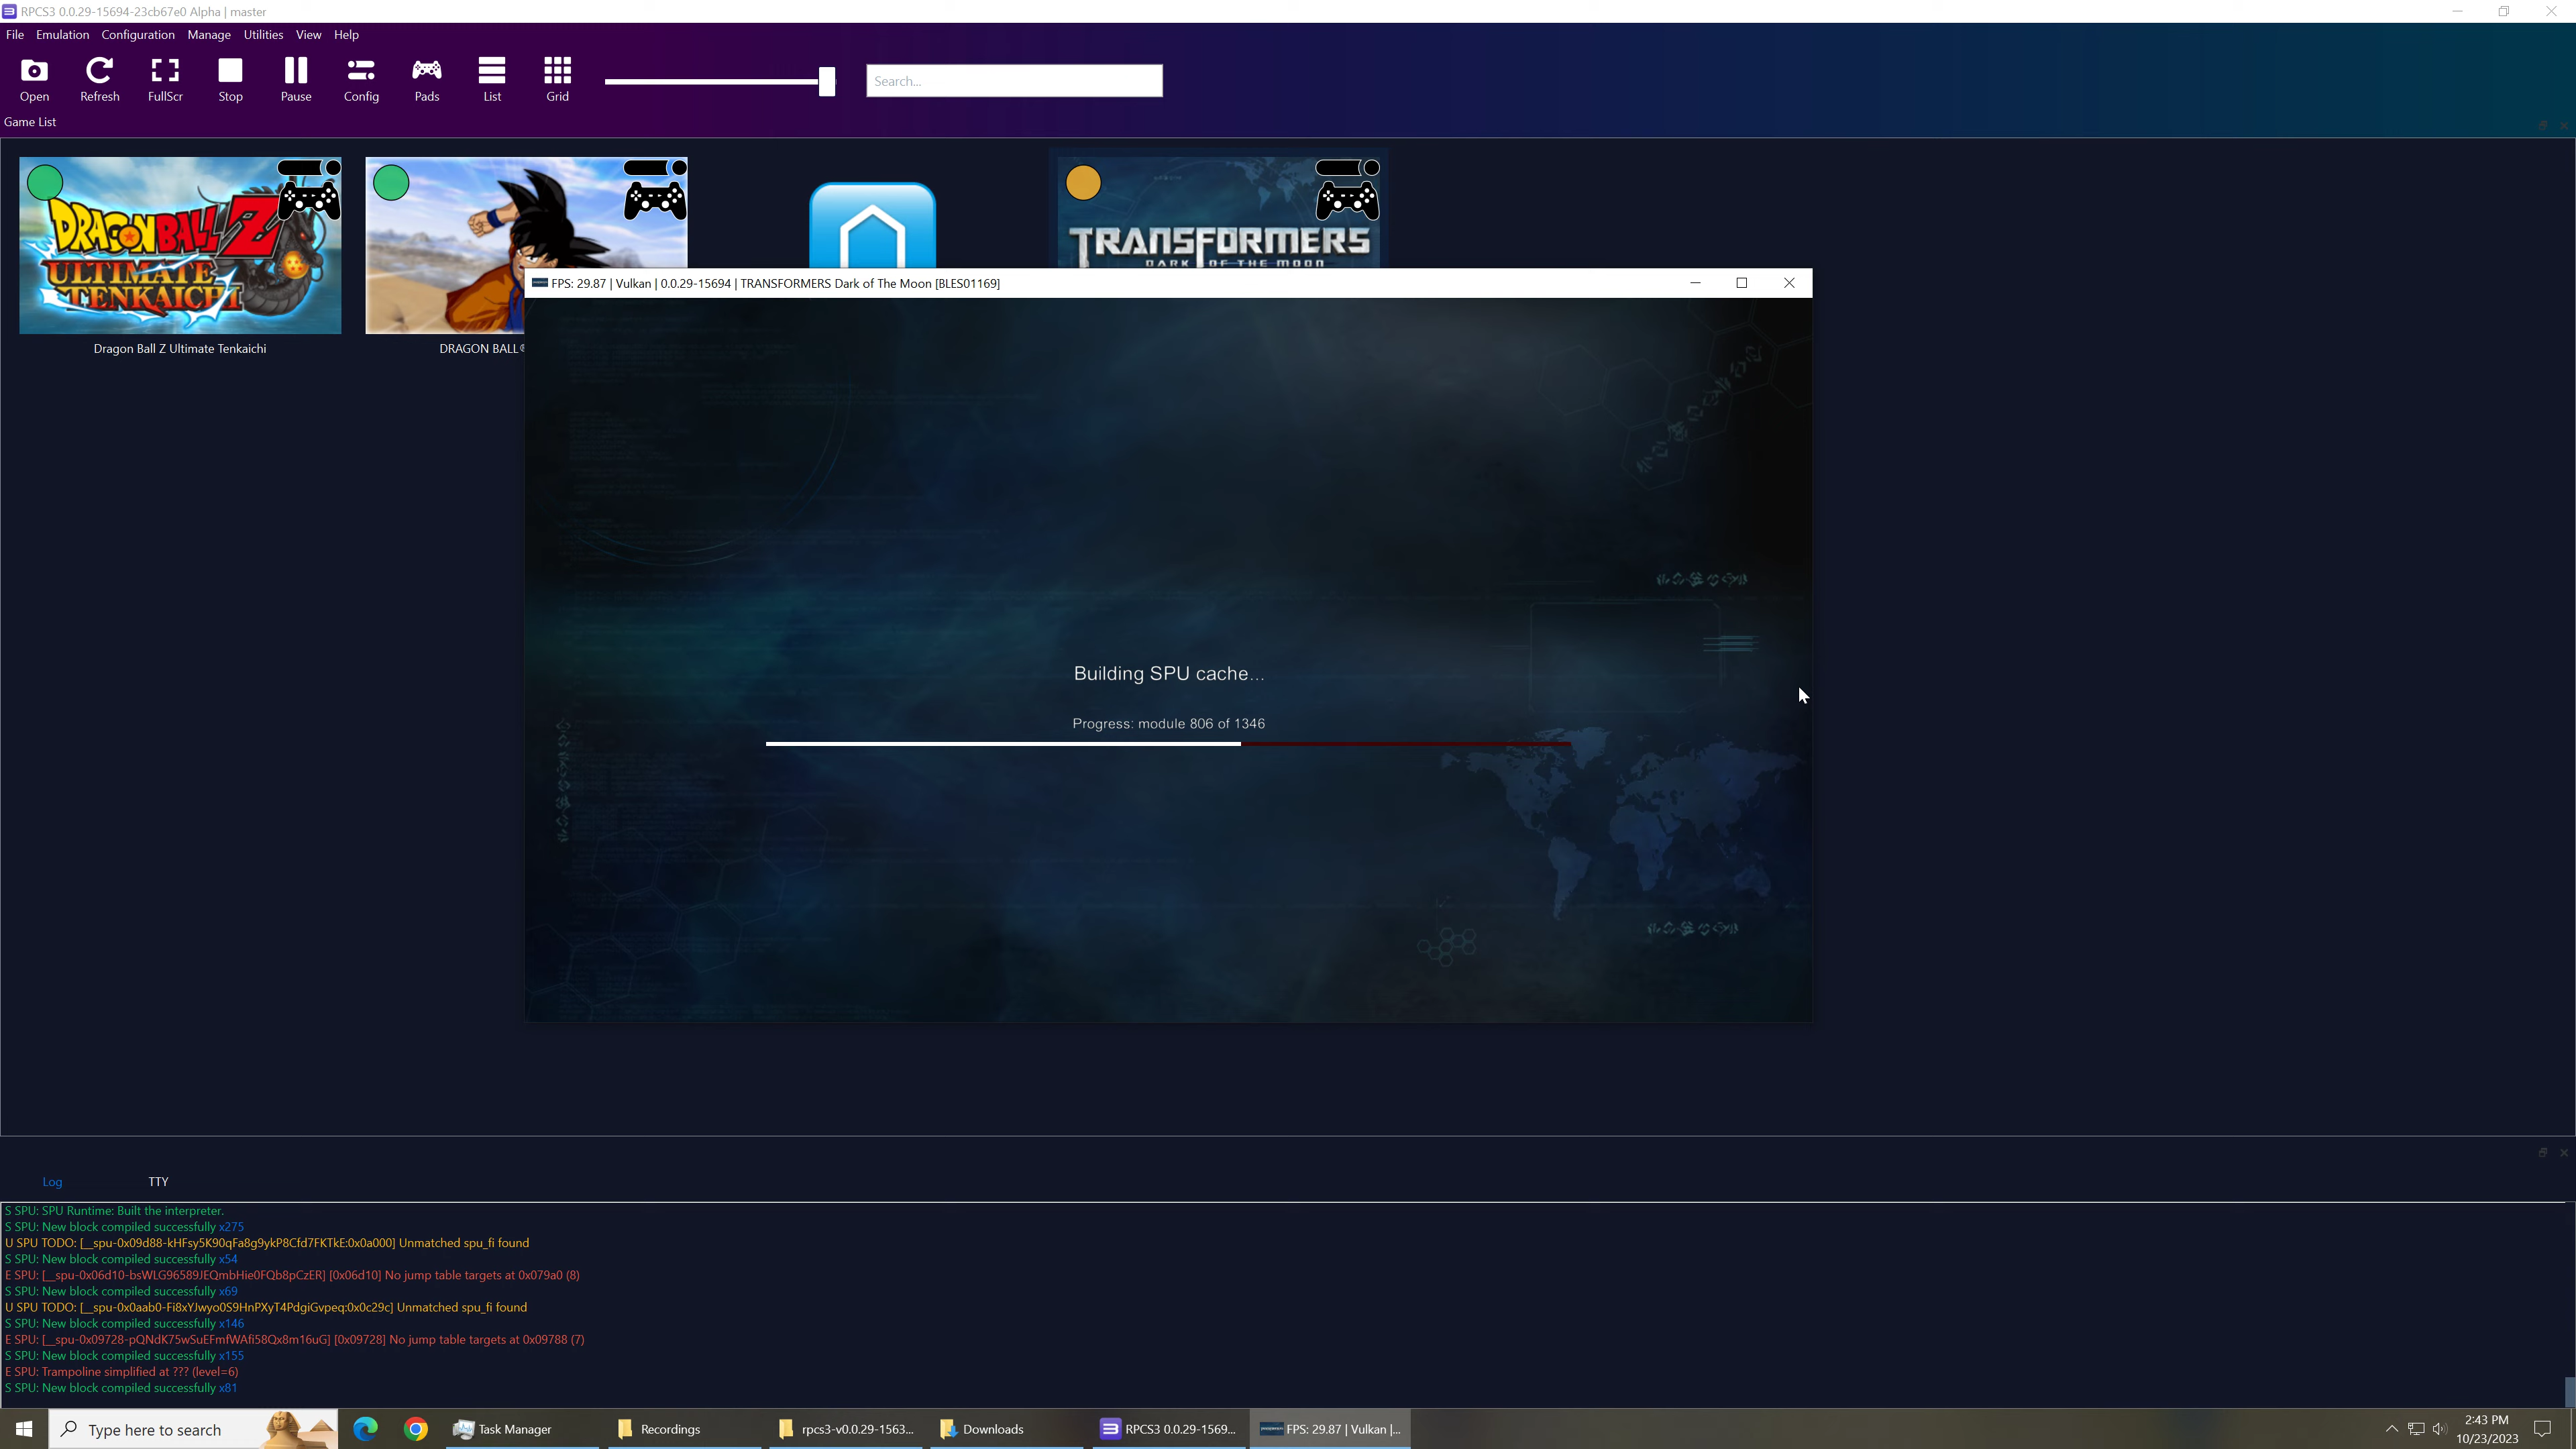 RPCS3 0.0.29-15694-23cb67e0 Alpha | master
File Emulation Configuration Manage Utilities View Help
Open Refresh FullScr Stop Pause Config Pads List Grid Search...
Game List
DRAGON BALL Z
ULTIMATE
TENKAICHI
TRANSFORMERS
DARK OF THE MOON
Dragon Ball Z Ultimate Tenkaichi
DRAGON BALL®
FPS: 29.87 | Vulkan | 0.0.29-15694 | TRANSFORMERS Dark of The Moon [BLES01169]
Building SPU cache...
Progress: module 806 of 1346
Log TTY
S SPU: SPU Runtime: Built the interpreter.
S SPU: New block compiled successfully x275
U SPU TODO: [__spu-0x09d88-kHFsy5K90qFa8g9ykP8Cfd7FKTkE:0x0a000] Unmatched spu_fi found
S SPU: New block compiled successfully x54
E SPU: [__spu-0x06d10-bsWLG96589JEQmbHie0FQb8pCzER] [0x06d10] No jump table targets at 0x079a0 (8)
S SPU: New block compiled successfully x69
U SPU TODO: [__spu-0x0aab0-Fi8xYJwyo0S9HnPXyT4PdgiGvpeq:0x0c29c] Unmatched spu_fi found
S SPU: New block compiled successfully x146
E SPU: [__spu-0x09728-pQNdK75wSuEFmfWAfi58Qx8m16uG] [0x09728] No jump table targets at 0x09788 (7)
S SPU: New block compiled successfully x155
E SPU: Trampoline simplified at ??? (level=6)
S SPU: New block compiled successfully x81
Type here to search
Task Manager
Recordings
rpcs3-v0.0.29-1563...
Downloads
RPCS3 0.0.29-1569...
FPS: 29.87 | Vulkan |...
2:43 PM
10/23/2023